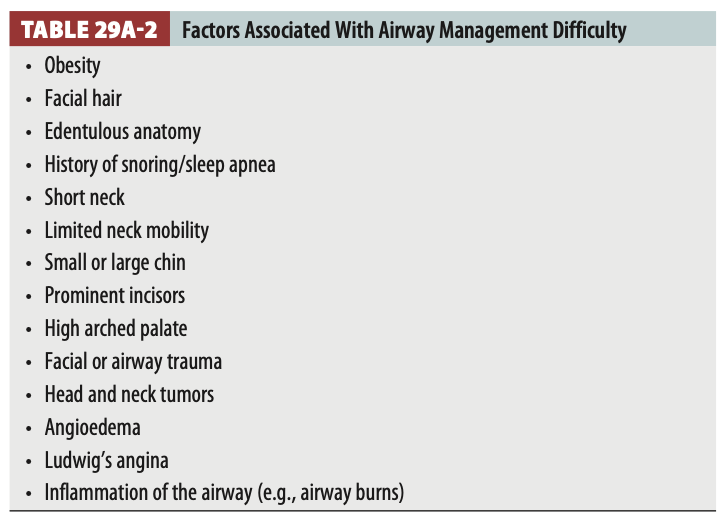 TABLE 29A-2 Factors Associated With Airway Management Difficulty
• Obesity
• Facial hair
• Edentulous anatomy
• History of snoring/sleep apnea
• Short neck
• Limited neck mobility
• Small or large chin
• Prominent incisors
• High arched palate
• Facial or airway trauma
• Head and neck tumors
• Angioedema
• Ludwig's angina
• Inflammation of the airway (e.g., airway burns)